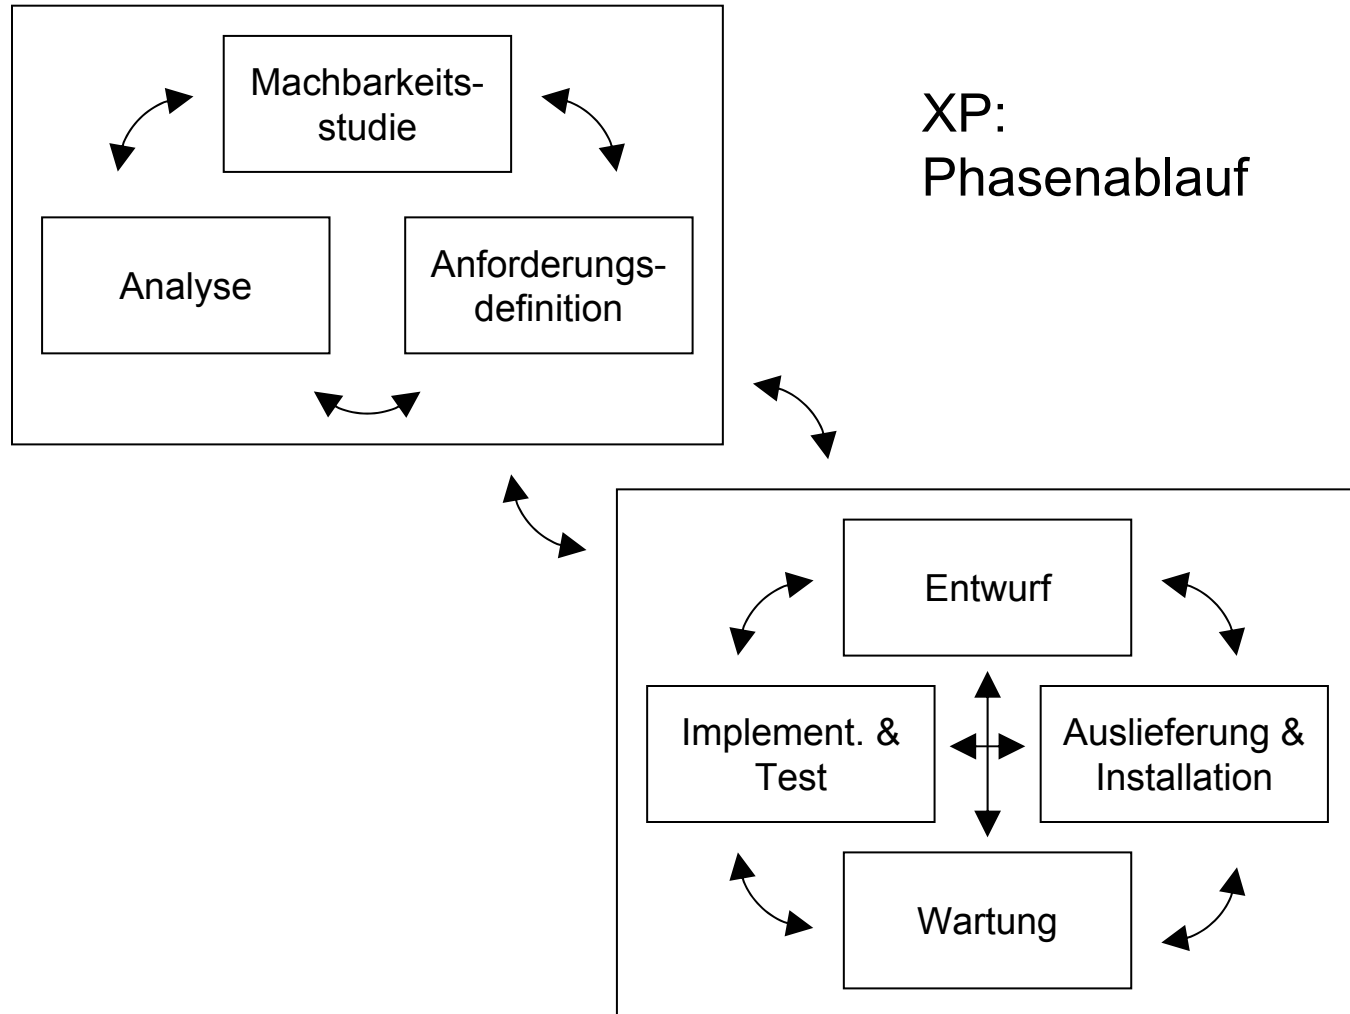 XP:
Phasenablauf
Machbarkeits-
studie
Analyse
Anforderungs-
definition
Entwurf
Implement. &
Test
Auslieferung &
Installation
Wartung